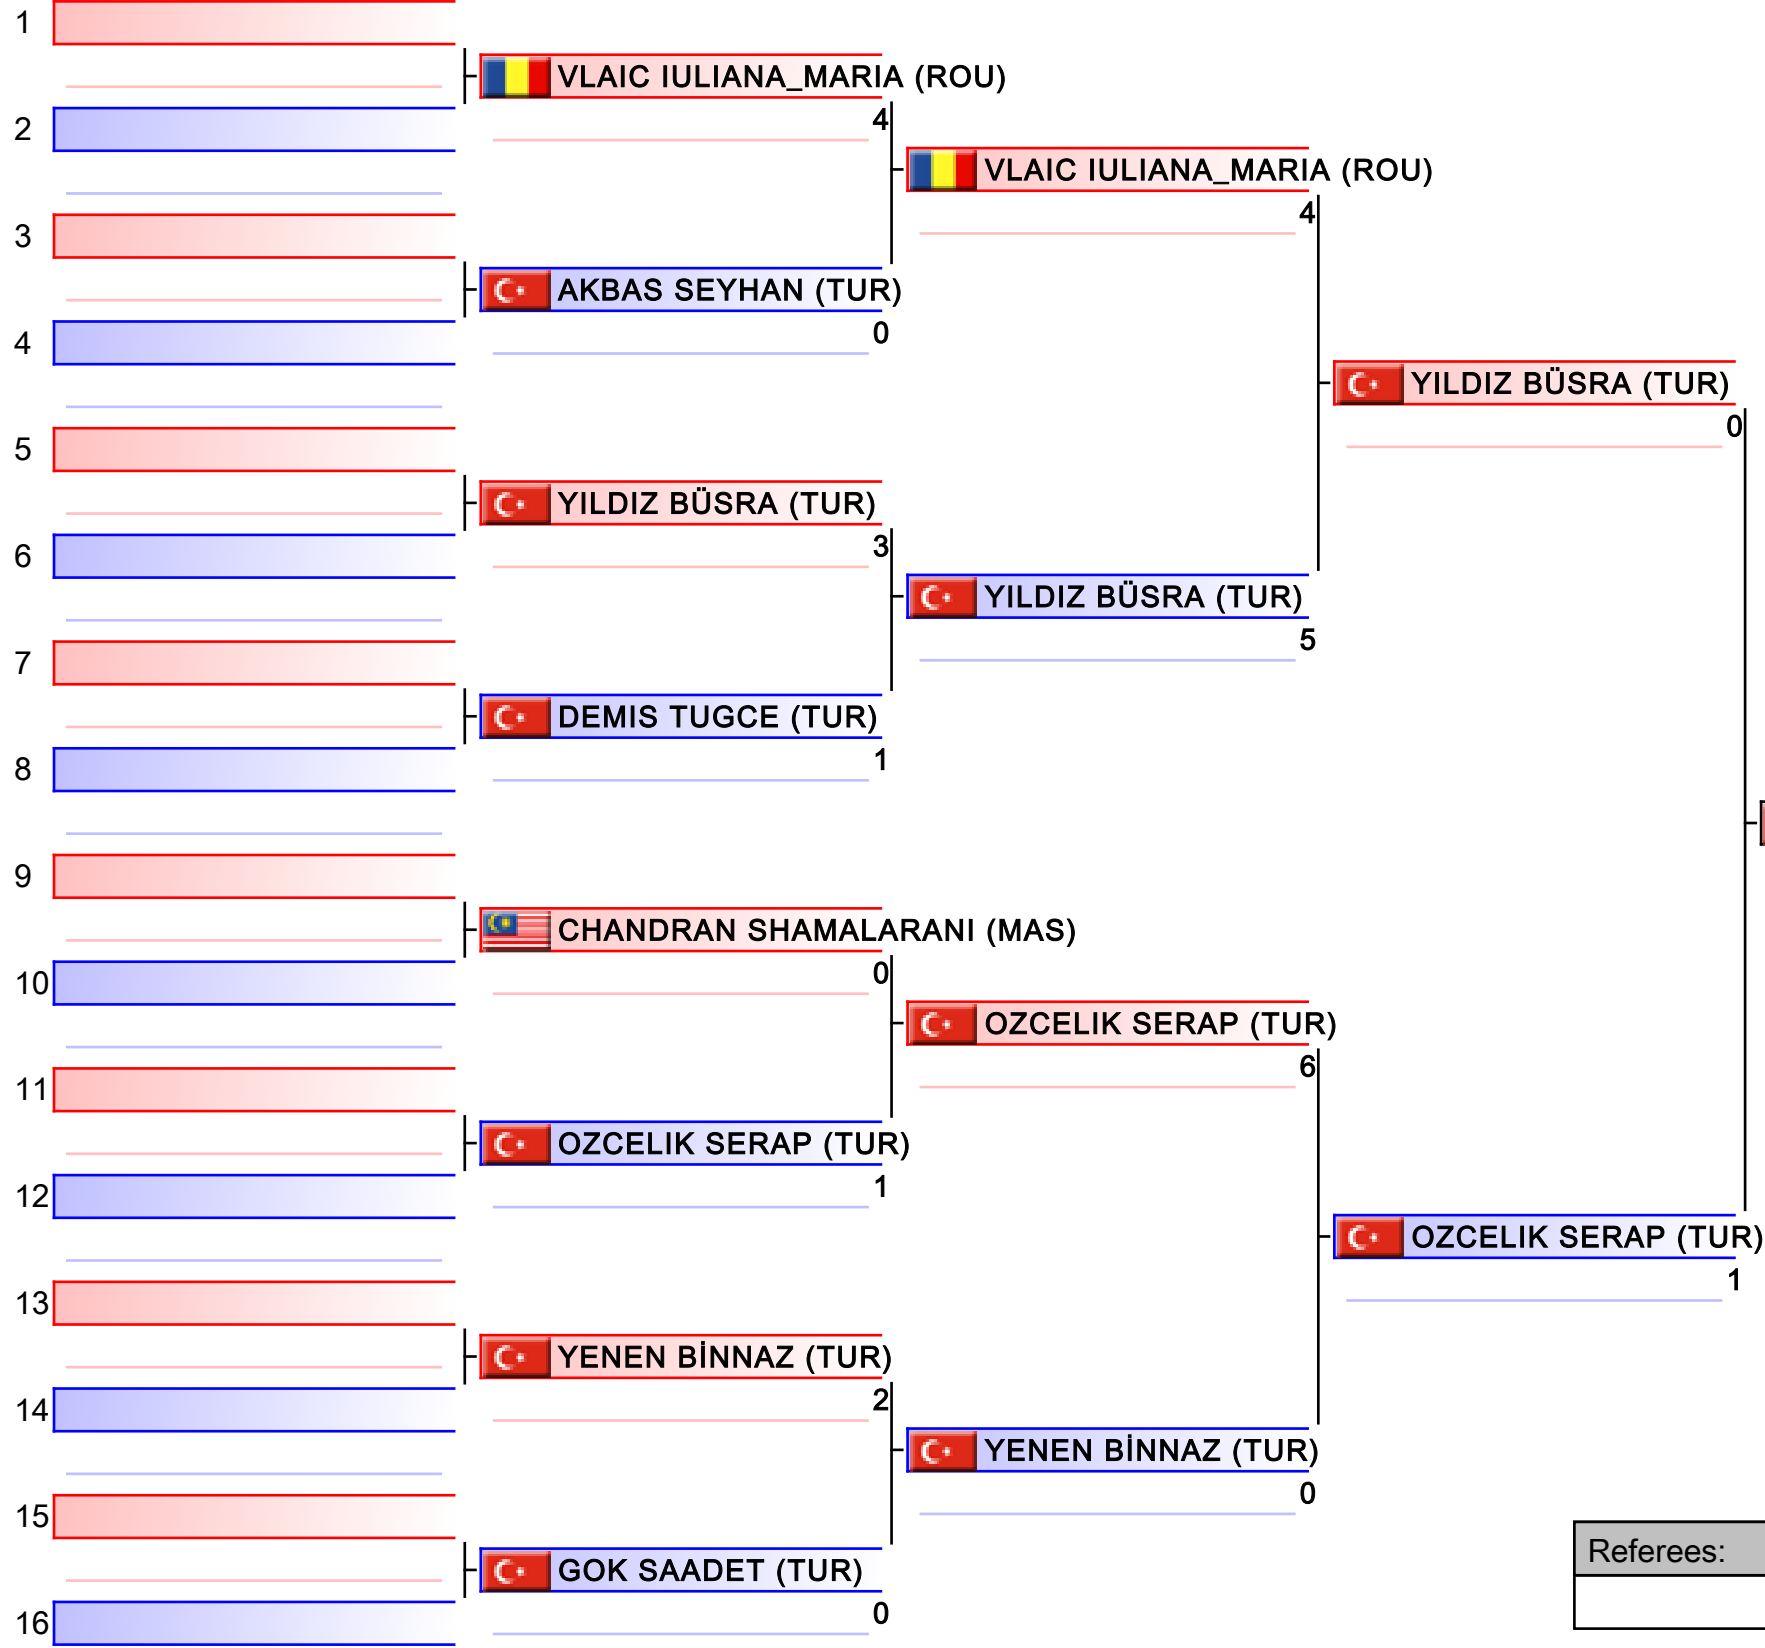 1
VLAIC IULIANA_MARIA (ROU)
4
2
VLAIC IULIANA_MARIA (ROU)
4
3
AKBAS SEYHAN (TUR)
0
4
YILDIZ BÜSRA (TUR)
0
5
YILDIZ BÜSRA (TUR)
3
6
YILDIZ BÜSRA (TUR)
5
7
DEMIS TUGCE (TUR)
1
8
9
CHANDRAN SHAMALARANI (MAS)
0
10
OZCELIK SERAP (TUR)
6
11
OZCELIK SERAP (TUR)
1
12
OZCELIK SERAP (TUR)
1
13
YENEN BİNNAZ (TUR)
2
14
YENEN BİNNAZ (TUR)
0
15
GOK SAADET (TUR)
0
16
Referees: